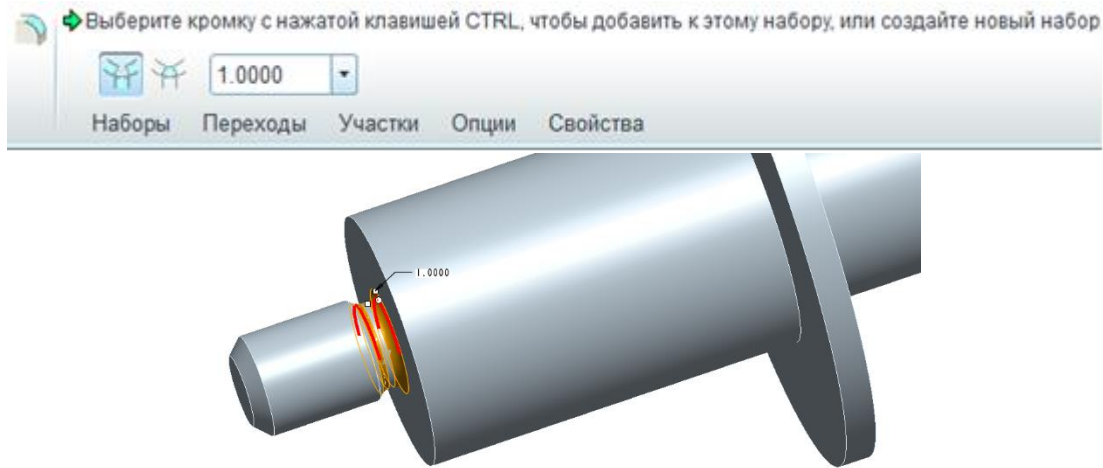 Выберите кромку с нажатой клавишей CTRL, чтобы добавить к этому набору, или создайте новый набор
1.0000
Наборы Переходы Участки Опции Свойства
1.0000